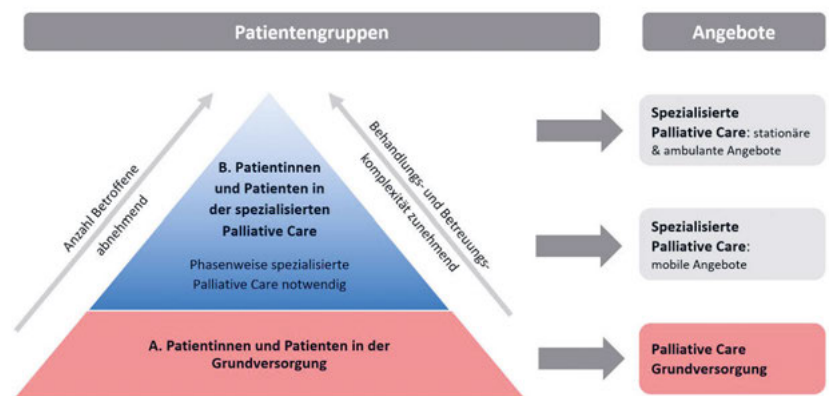 Patientengruppen
Angebote
Anzahl Betroffene
abnehmend
Behandlungs- und Betreuungs-
komplexität zunehmend
B. Patientinnen
und Patienten in
der spezialisierten
Palliative Care
Phasenweise spezialisierte
Palliative Care notwendig
A. Patientinnen und Patienten in der
Grundversorgung
Spezialisierte
Palliative Care: stationäre
& ambulante Angebote
Spezialisierte
Palliative Care:
mobile Angebote
Palliative Care
Grundversorgung